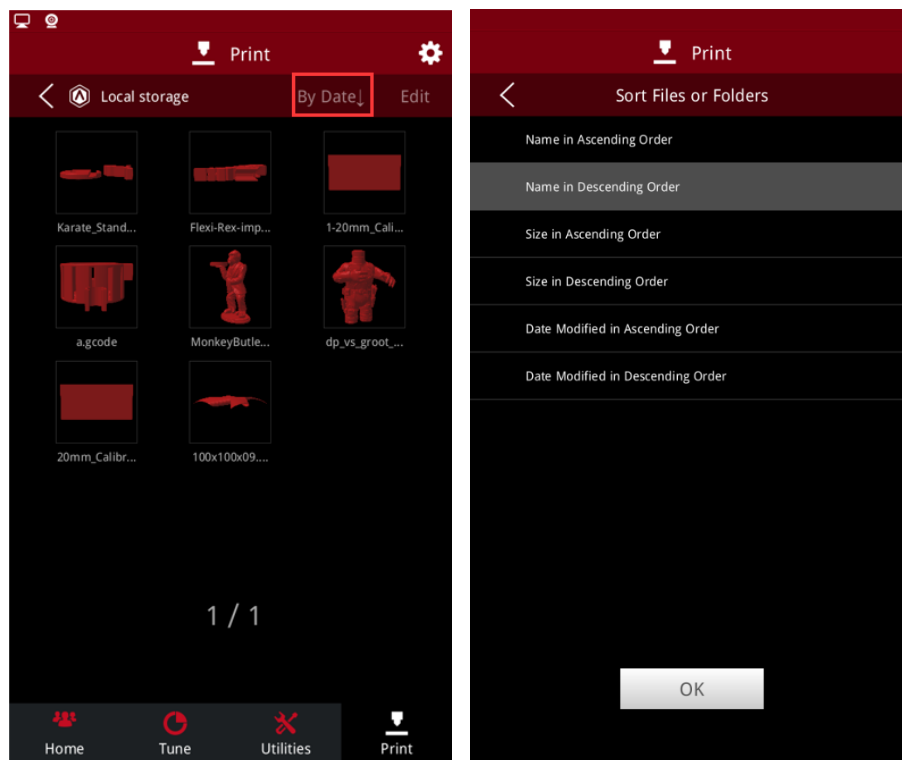 Print
Local storage
By Date↓
Edit
Karate_Stand...
Flexi-Rex-imp...
1-20mm_Cali...
a.gcode
MonkeyButle...
dp_vs_groot_...
20mm_Calibr...
100x100x09....
1 / 1
Home
Tune
Utilities
Print
Print
Sort Files or Folders
Name in Ascending Order
Name in Descending Order
Size in Ascending Order
Size in Descending Order
Date Modified in Ascending Order
Date Modified in Descending Order
OK